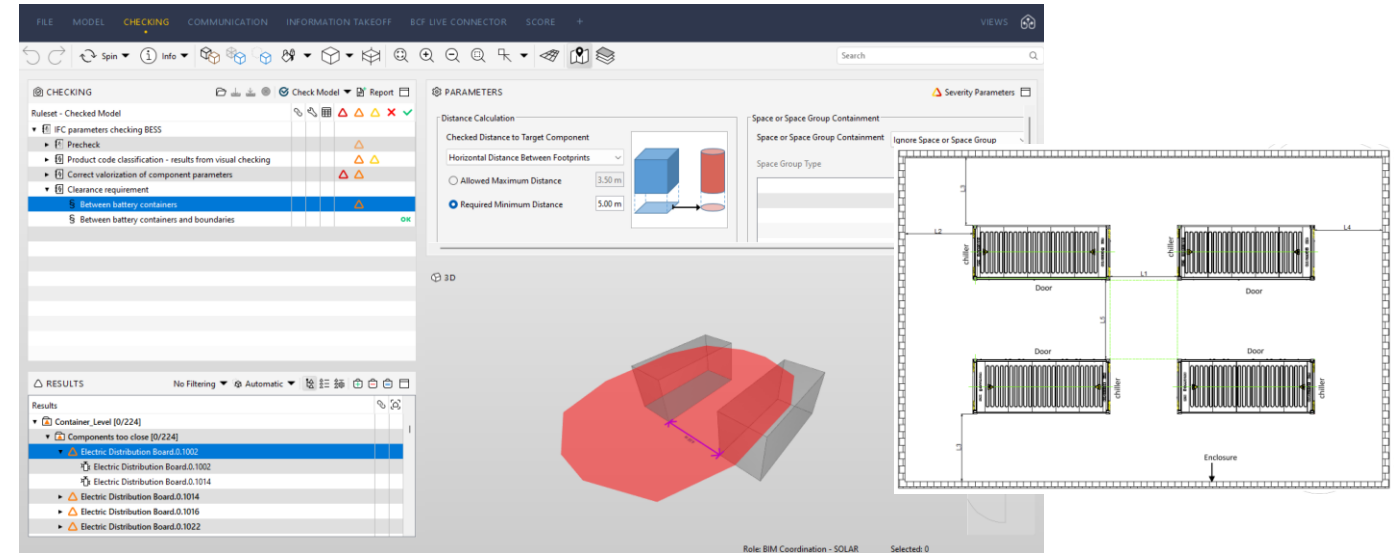 FILE MODEL CHECKING COMMUNICATION INFORMATION TAKEOFF BCF LIVE CONNECTOR SCORE + VIEWS
Spin Info Search
CHECKING Check Model Report
Ruleset - Checked Model
IFC parameters checking BESS
Precheck
Product code classification - results from visual checking
Correct valorization of component parameters
Clearance requirement
§ Between battery containers
§ Between battery containers and boundaries OK
PARAMETERS Severity Parameters
Distance Calculation
Checked Distance to Target Component
Horizontal Distance Between Footprints
Allowed Maximum Distance 3.50 m
Required Minimum Distance 5.00 m
Space or Space Group Containment
Space or Space Group Containment Ignore Space or Space Group
Space Group Type
3D
RESULTS No Filtering Automatic
Results
Container_Level [0/224]
Components too close [0/224]
Electric Distribution Board.0.1002
Electric Distribution Board.0.1002
Electric Distribution Board.0.1014
Electric Distribution Board.0.1014
Electric Distribution Board.0.1016
Electric Distribution Board.0.1022
Role: BIM Coordination - SOLAR Selected: 0
L3
L2
L4
chiller
chiller
L1
Door
Door
L5
Door
Door
chiller
chiller
L3
Enclosure